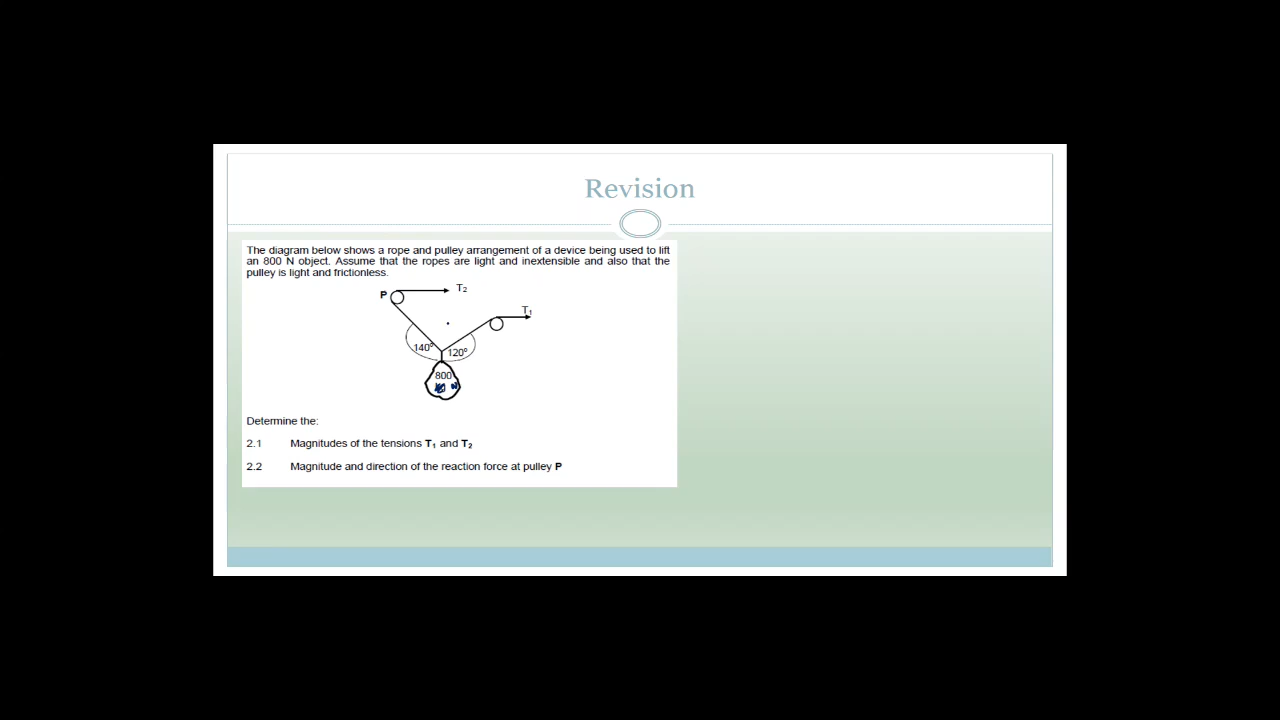 Revision
The diagram below shows a rope and pulley arrangement of a device being used to lift
an 800 N object. Assume that the ropes are light and inextensible and also that the
pulley is light and frictionless.
P
T₂
T₁
140°
120°
800
N
Determine the:
2.1 Magnitudes of the tensions T₁ and T₂
2.2 Magnitude and direction of the reaction force at pulley P